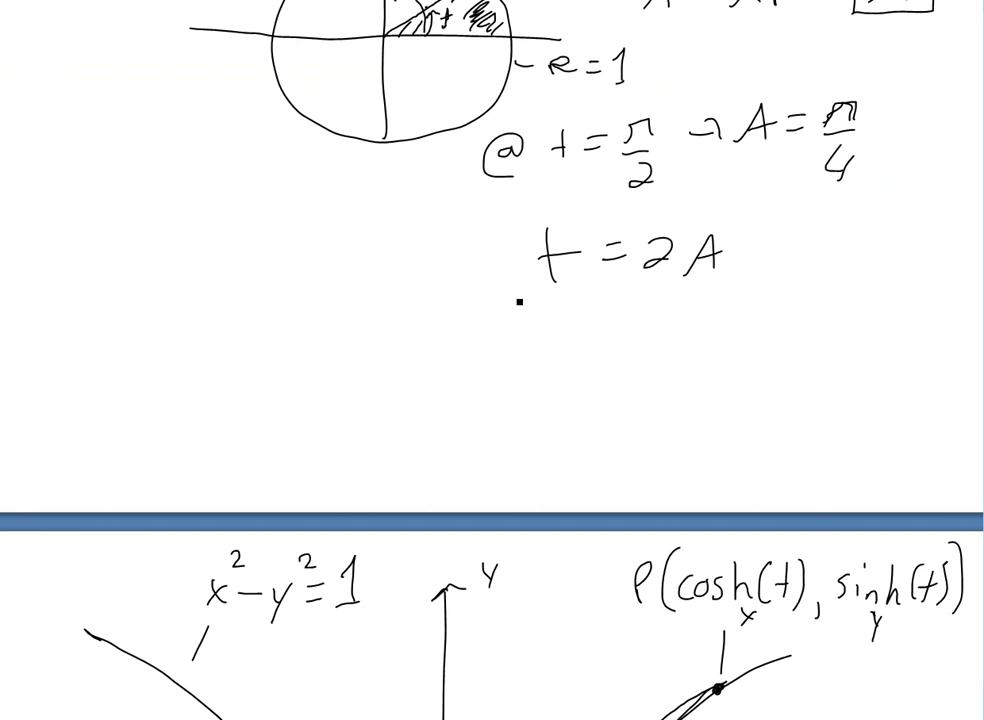 t
R = 1
@ t = π/2 → A = π/4
t = 2A
x² - y² = 1
y
P(cosh(t), sinh(t))
x y